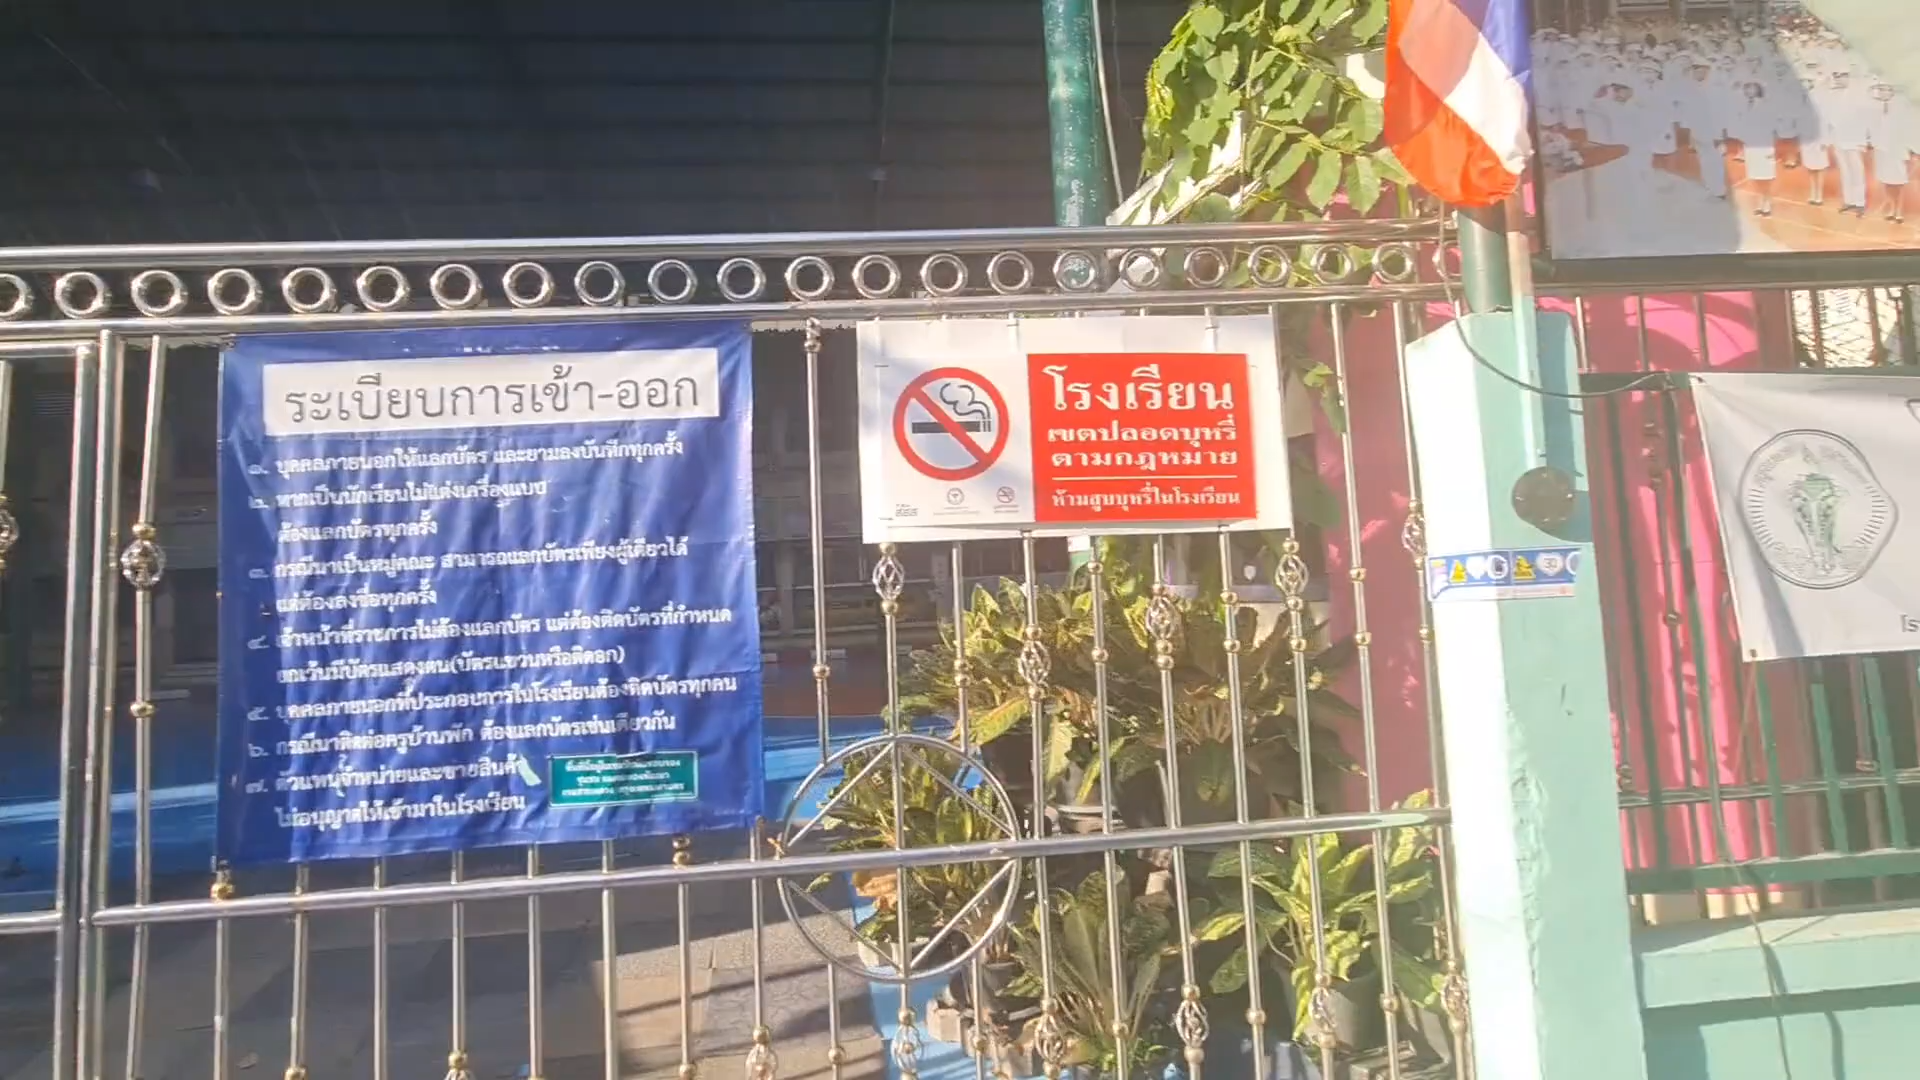 ระเบียบการเข้า-ออก
๑. บุคคลภายนอกให้แลกบัตร และยามลงบันทึกทุกครั้ง
๒. หากเป็นนักเรียนไม่แต่งเครื่องแบบ
ต้องแลกบัตรทุกครั้ง
๓. กรณีมาเป็นหมู่คณะ สามารถแลกบัตรเพียงผู้เดียวได้
แต่ต้องลงชื่อทุกครั้ง
๔. เจ้าหน้าที่ราชการไม่ต้องแลกบัตร แต่ต้องติดบัตรที่กำหนด
ยกเว้นมีบัตรแสดงตน(บัตรแขวนหรือติดอก)
๕. บุคคลภายนอกที่ประกอบการในโรงเรียนต้องติดบัตรทุกคน
๖. กรณีมาติดต่อครูบ้านพัก ต้องแลกบัตรเช่นเดียวกัน
๗. ตัวแทนจำหน่ายและขายสินค้า
ไม่อนุญาตให้เข้ามาในโรงเรียน
โรงเรียน
เขตปลอดบุหรี่
ตามกฎหมาย
ห้ามสูบบุหรี่ในโรงเรียน
สสส